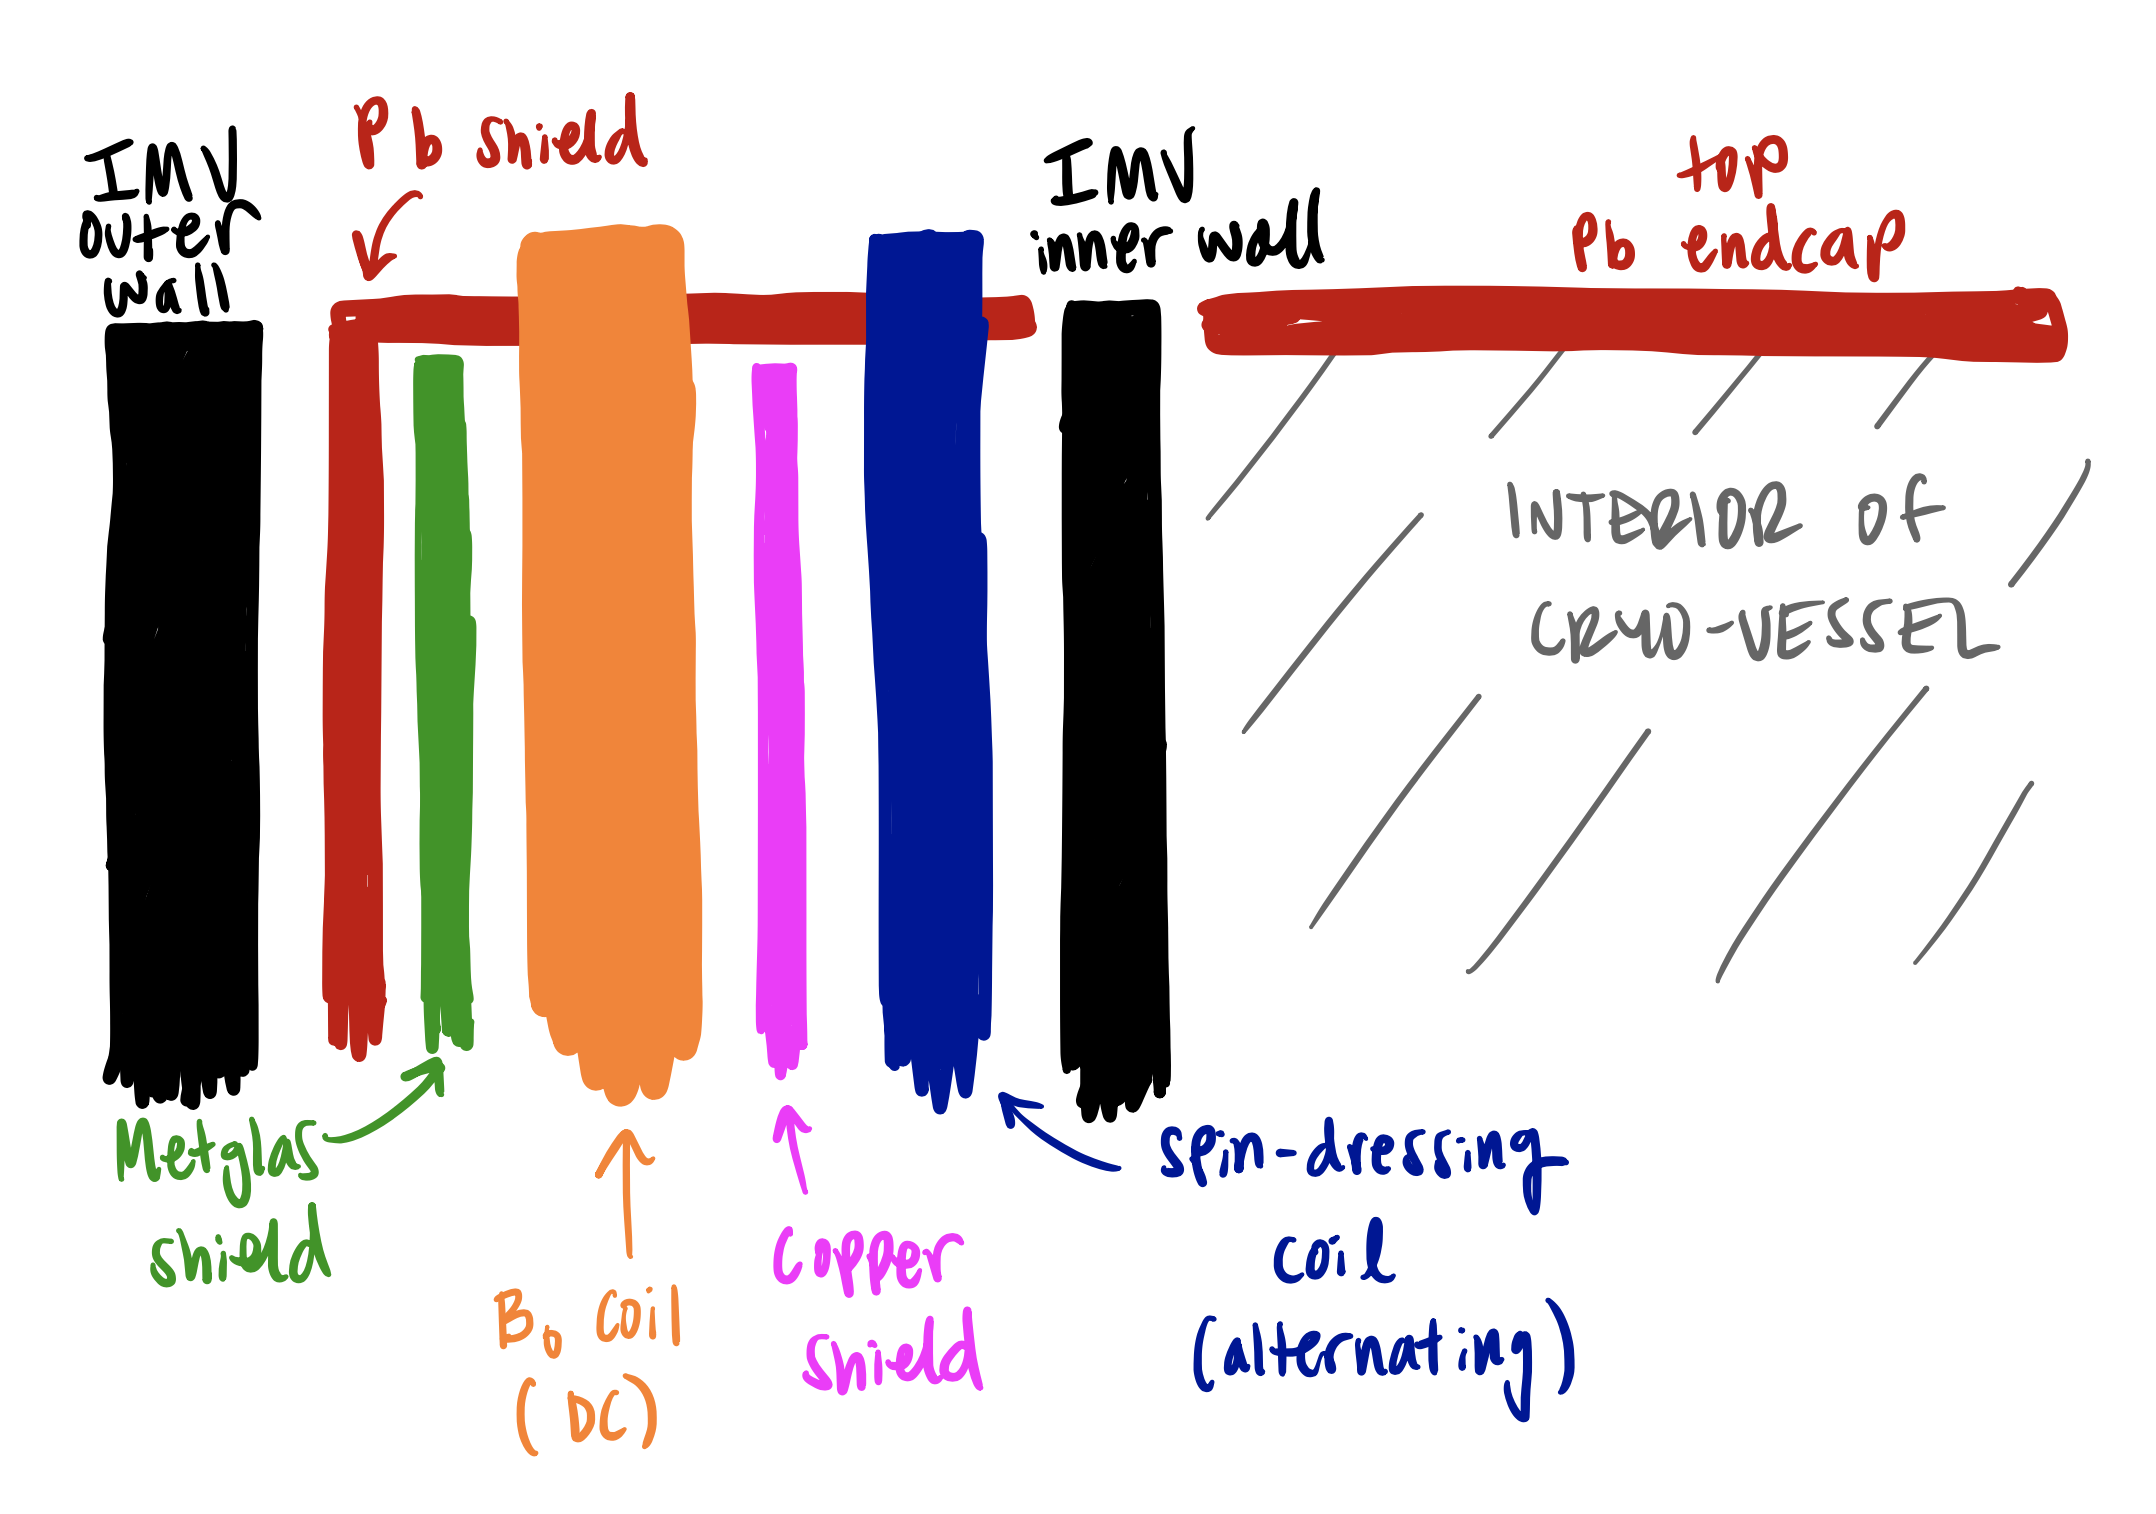 Pb shield
IMV
outer
wall
IMV
inner wall
top
Pb endcap
INTERIOR OF
CRYO-VESSEL
Metglas
shield
B₀ coil
(DC)
Copper
shield
spin-dressing
coil
(alternating)